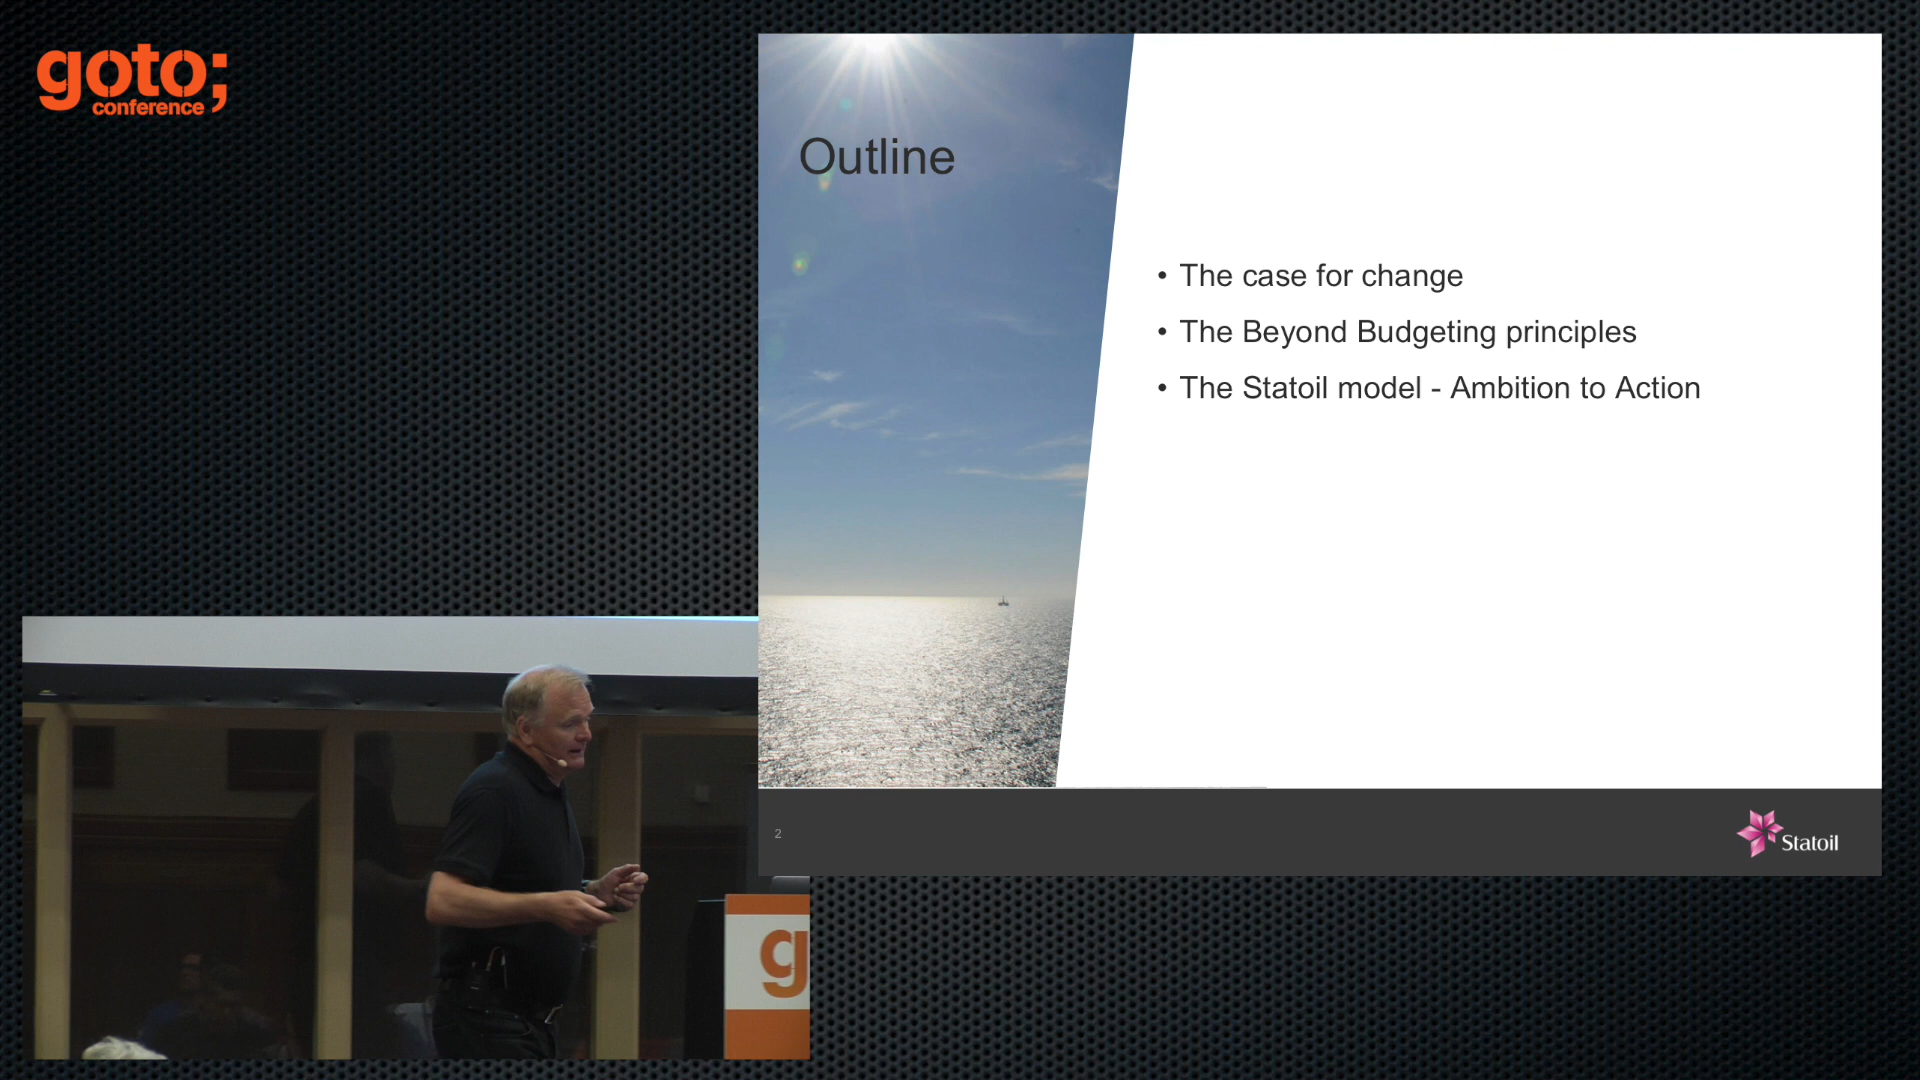 goto;
conference
Outline
• The case for change
• The Beyond Budgeting principles
• The Statoil model - Ambition to Action
2
Statoil
g